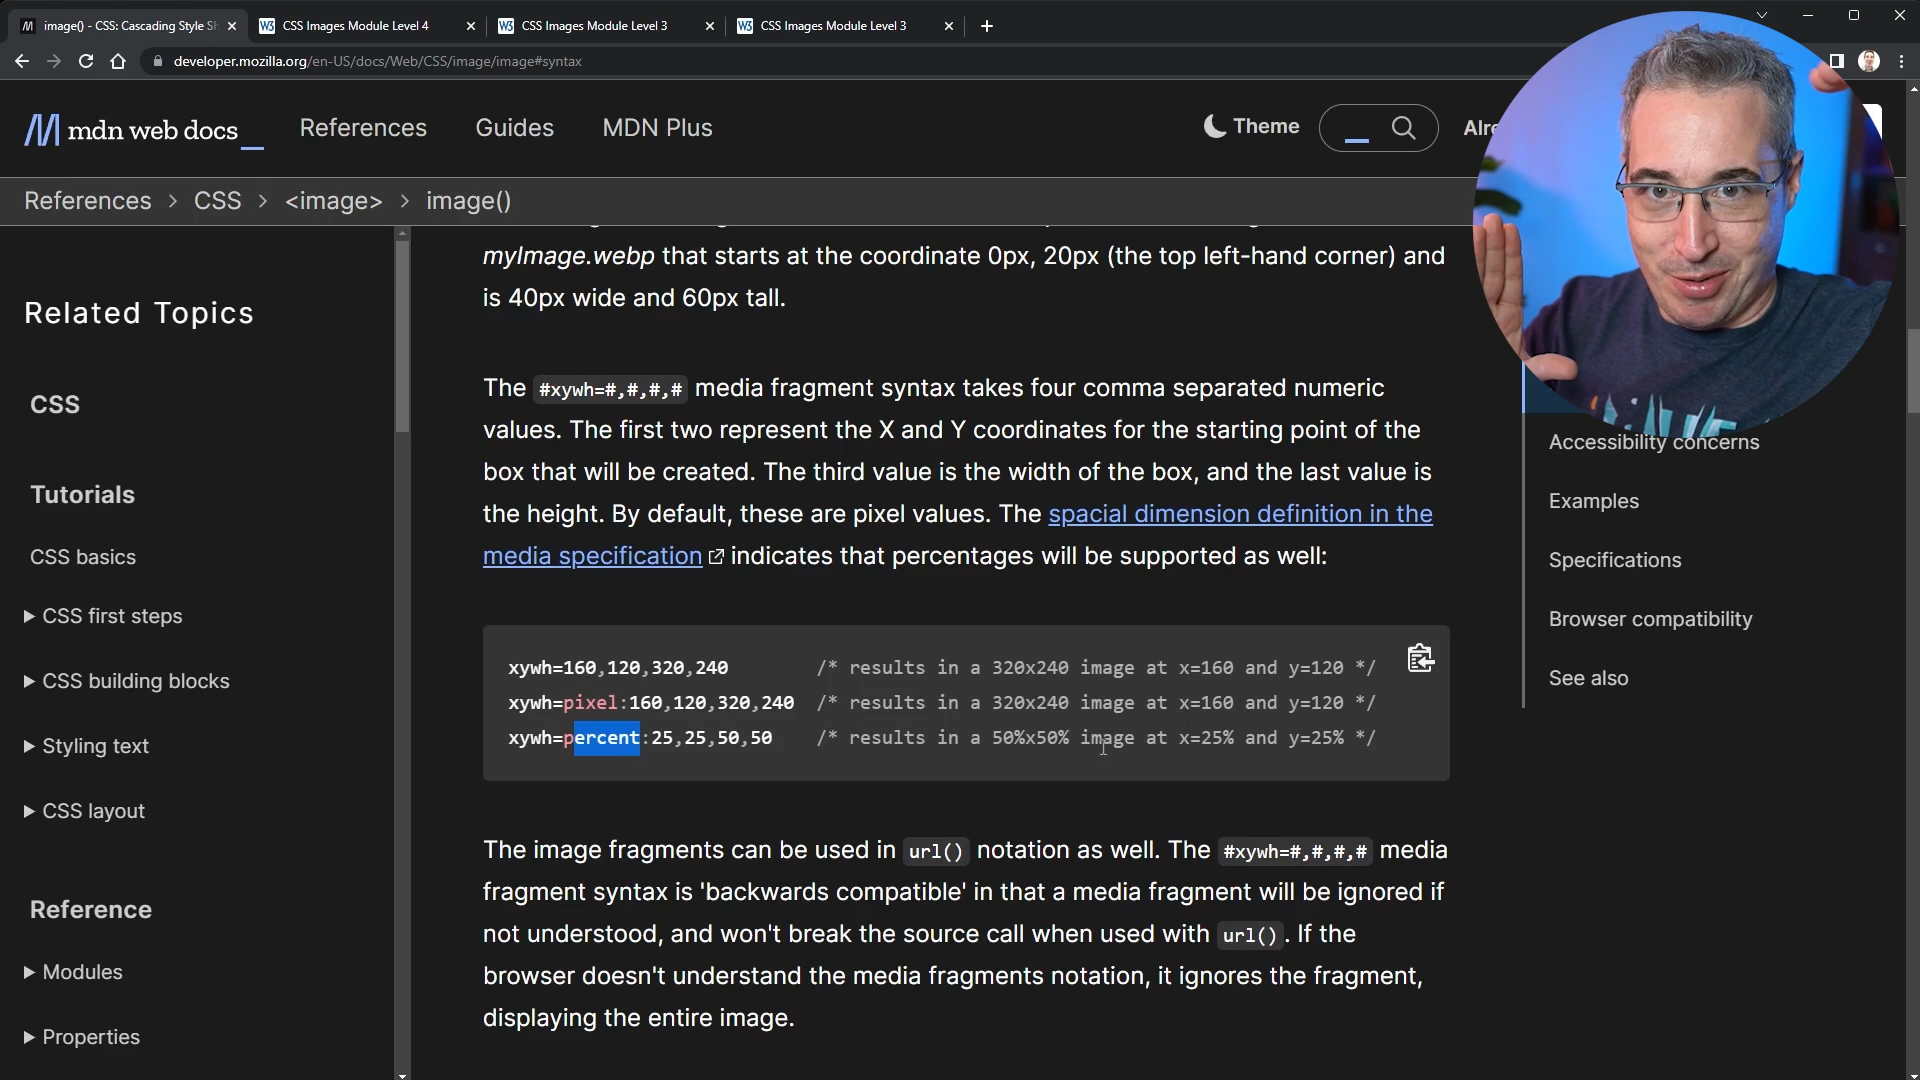 image() - CSS: Cascading Style Sh
CSS Images Module Level 4
CSS Images Module Level 3
CSS Images Module Level 3
developer.mozilla.org/en-US/docs/Web/CSS/image/image#syntax
mdn web docs
References
Guides
MDN Plus
Theme
Alre
References > CSS > <image> > image()
Related Topics
CSS
Tutorials
CSS basics
CSS first steps
CSS building blocks
Styling text
CSS layout
Reference
Modules
Properties
myImage.webp that starts at the coordinate 0px, 20px (the top left-hand corner) and
is 40px wide and 60px tall.
The #xywh=#,#,#,# media fragment syntax takes four comma separated numeric
values. The first two represent the X and Y coordinates for the starting point of the
box that will be created. The third value is the width of the box, and the last value is
the height. By default, these are pixel values. The spacial dimension definition in the
media specification indicates that percentages will be supported as well:
xywh=160,120,320,240 /* results in a 320x240 image at x=160 and y=120 */
xywh=pixel:160,120,320,240 /* results in a 320x240 image at x=160 and y=120 */
xywh=percent:25,25,50,50 /* results in a 50%x50% image at x=25% and y=25% */
The image fragments can be used in url() notation as well. The #xywh=#,#,#,# media
fragment syntax is 'backwards compatible' in that a media fragment will be ignored if
not understood, and won't break the source call when used with url(). If the
browser doesn't understand the media fragments notation, it ignores the fragment,
displaying the entire image.
Accessibility concerns
Examples
Specifications
Browser compatibility
See also